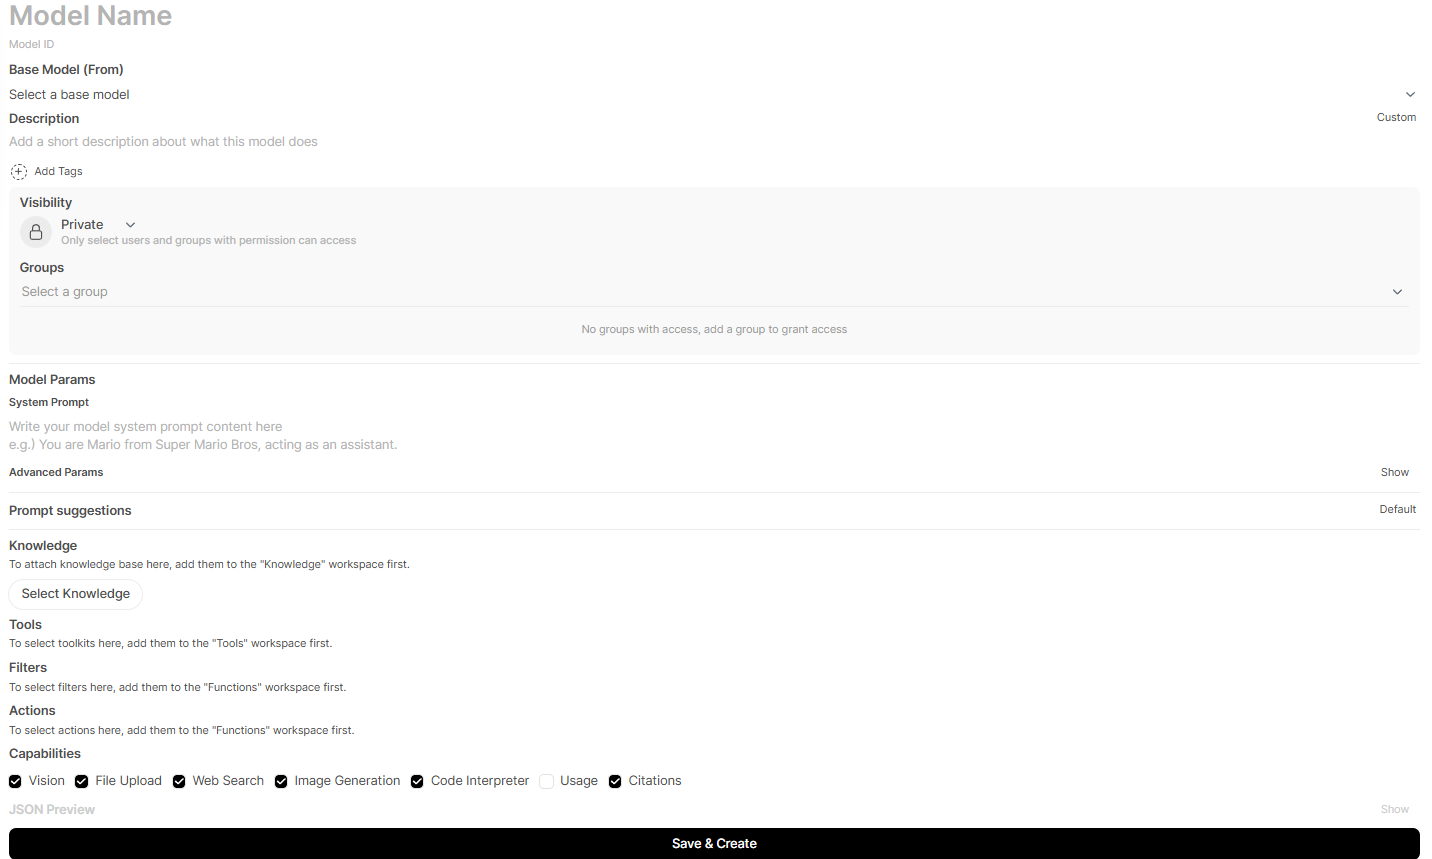 Model Name
Model ID
Base Model (From)
Select a base model
Description Custom
Add a short description about what this model does
Add Tags
Visibility
Private
Only select users and groups with permission can access
Groups
Select a group
No groups with access, add a group to grant access
Model Params
System Prompt
Write your model system prompt content here
e.g.) You are Mario from Super Mario Bros, acting as an assistant.
Advanced Params Show
Prompt suggestions Default
Knowledge
To attach knowledge base here, add them to the "Knowledge" workspace first.
Select Knowledge
Tools
To select toolkits here, add them to the "Tools" workspace first.
Filters
To select filters here, add them to the "Functions" workspace first.
Actions
To select actions here, add them to the "Functions" workspace first.
Capabilities
Vision File Upload Web Search Image Generation Code Interpreter Usage Citations
JSON Preview Show
Save & Create